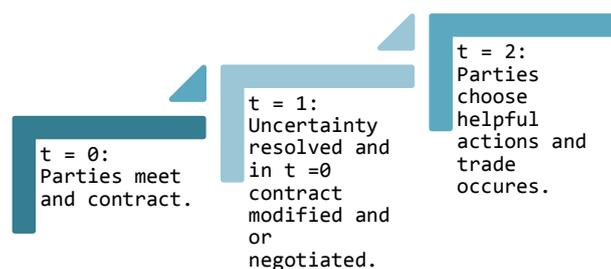 t = 0:
Parties meet
and contract.
t = 1:
Uncertainty
resolved and
in t =0
contract
modified and
or
negotiated.
t = 2:
Parties
choose
helpful
actions and
trade
occures.